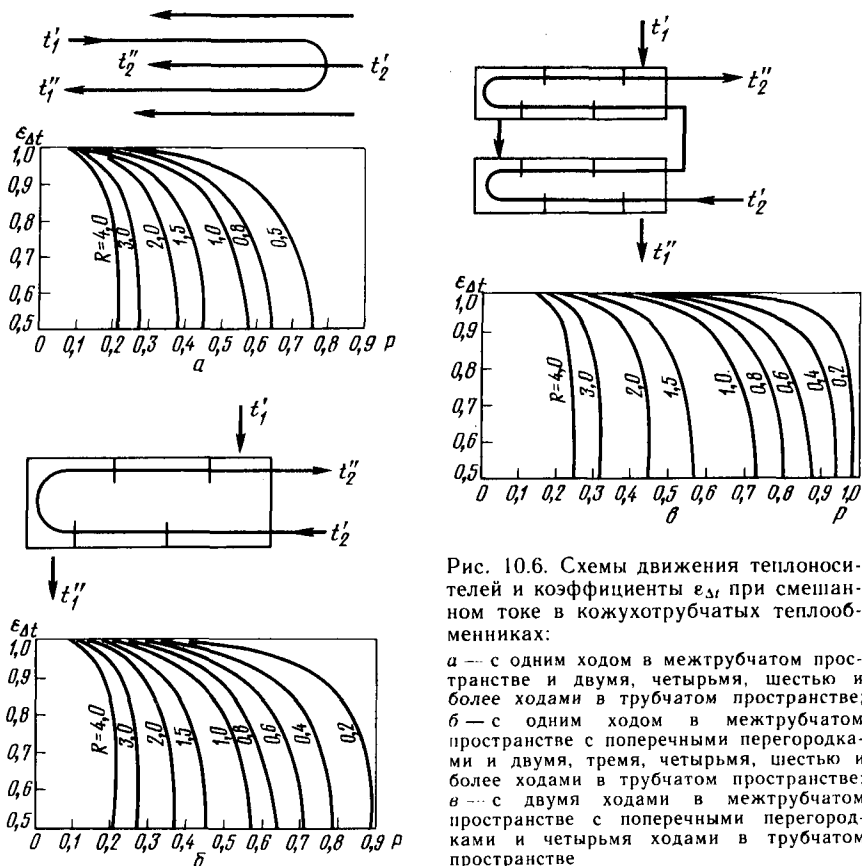 t₁′
t₂″
t₂′
t₁″
εΔt
1,0
0,9
0,8
0,7
0,6
0,5
R=4,0
3,0
2,0
1,5
1,0
0,8
0,5
0 0,1 0,2 0,3 0,4 0,5 0,6 0,7 0,8 0,9 P
а
t₁′
t₂″
t₂′
t₁″
εΔt
1,0
0,9
0,8
0,7
0,6
0,5
R=4,0
3,0
2,0
1,5
1,0
0,8
0,6
0,4
0,2
0 0,1 0,2 0,3 0,4 0,5 0,6 0,7 0,8 0,9 P
б
t₁′
t₂″
t₂′
t₁″
εΔt
1,0
0,9
0,8
0,7
0,6
0,5
R=4,0
3,0
2,0
1,5
1,0.
0,8
0,6
0,4
0,2
0 0,1 0,2 0,3 0,4 0,5 0,6 0,7 0,8 0,9 1,0
в P
Рис. 10.6. Схемы движения теплоноси-
телей и коэффициенты εΔt при смешан-
ном токе в кожухотрубчатых теплооб-
менниках:
а — с одним ходом в межтрубчатом прос-
транстве и двумя, четырьмя, шестью и
более ходами в трубчатом пространстве;
б — с одним ходом в межтрубчатом
пространстве с поперечными перегородка-
ми и двумя, тремя, четырьмя, шестью и
более ходами в трубчатом пространстве:
в — с двумя ходами в межтрубчатом
пространстве с поперечными перегород-
ками и четырьмя ходами в трубчатом
пространстве